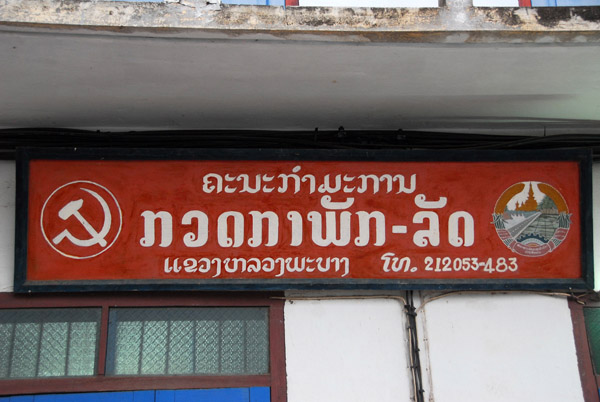 ຄະນະກຳມະການ
ກວດກາພັກ-ລັດ
ແຂວງຫລວງພະບາງ ໂທ. 212053-483